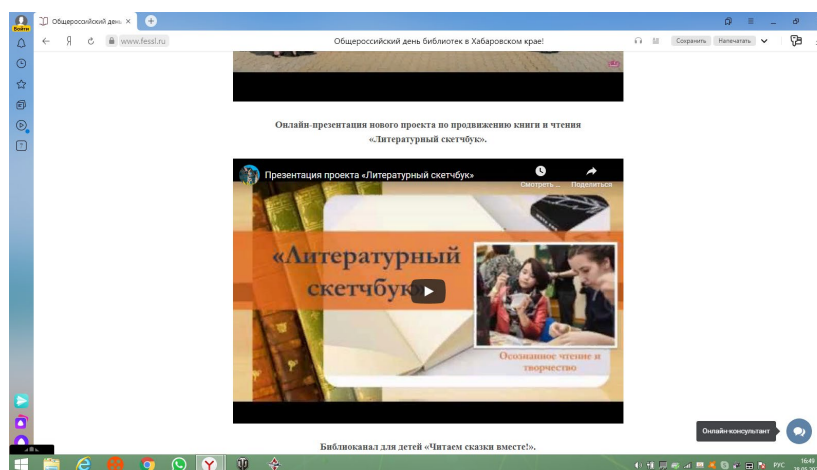 Войти
Общероссийский день
www.fessl.ru
Общероссийский день библиотек в Хабаровском крае!
Сохранить
Напечатать
Онлайн-презентация нового проекта по продвижению книги и чтения
«Литературный скетчбук».
Презентация проекта «Литературный скетчбук»
Смотреть ...
Поделиться
«Литературный
скетчбук»
Осознанное чтение и
творчество
Онлайн-консультант
Библиоканал для детей «Читаем сказки вместе!».
РУС
16:49